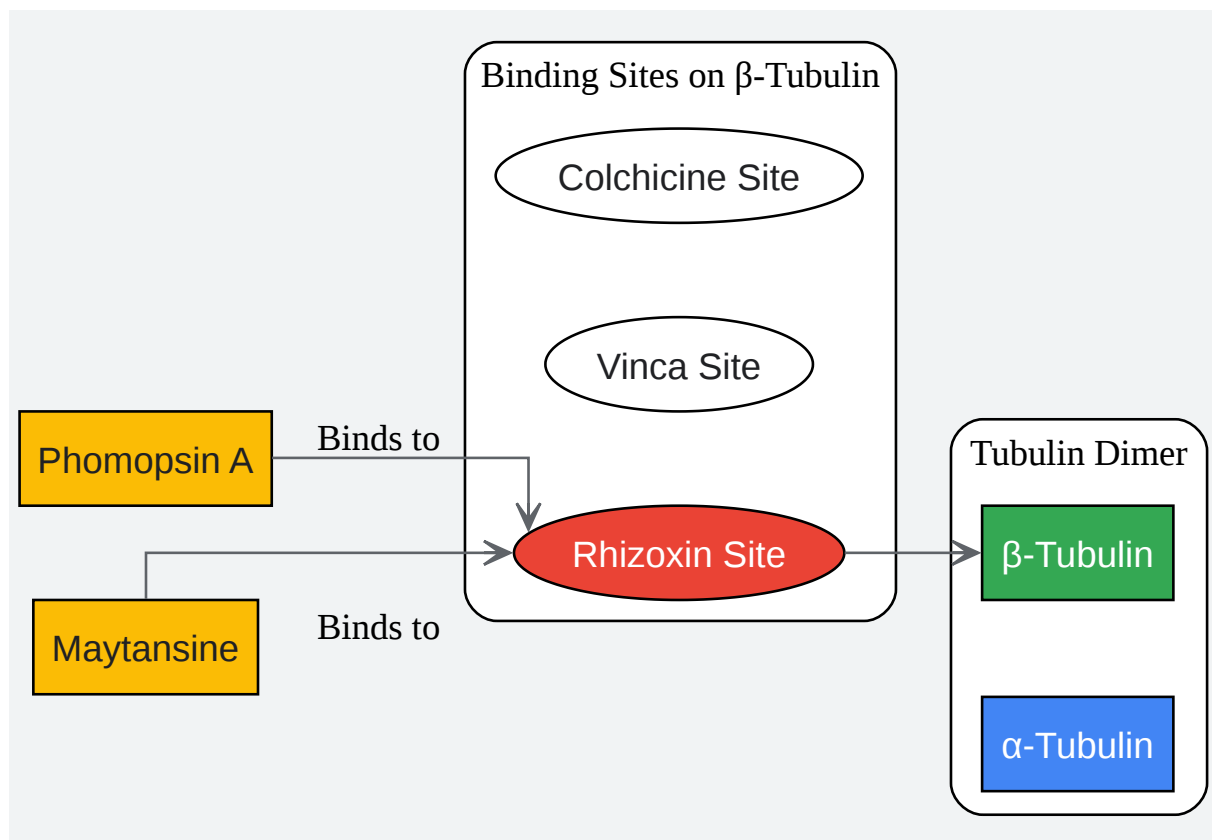 Binding Sites on β-Tubulin
Colchicine Site
Vinca Site
Binds to
Phomopsin A
Tubulin Dimer
Rhizoxin Site
β-Tubulin
Binds to
Maytansine
α-Tubulin